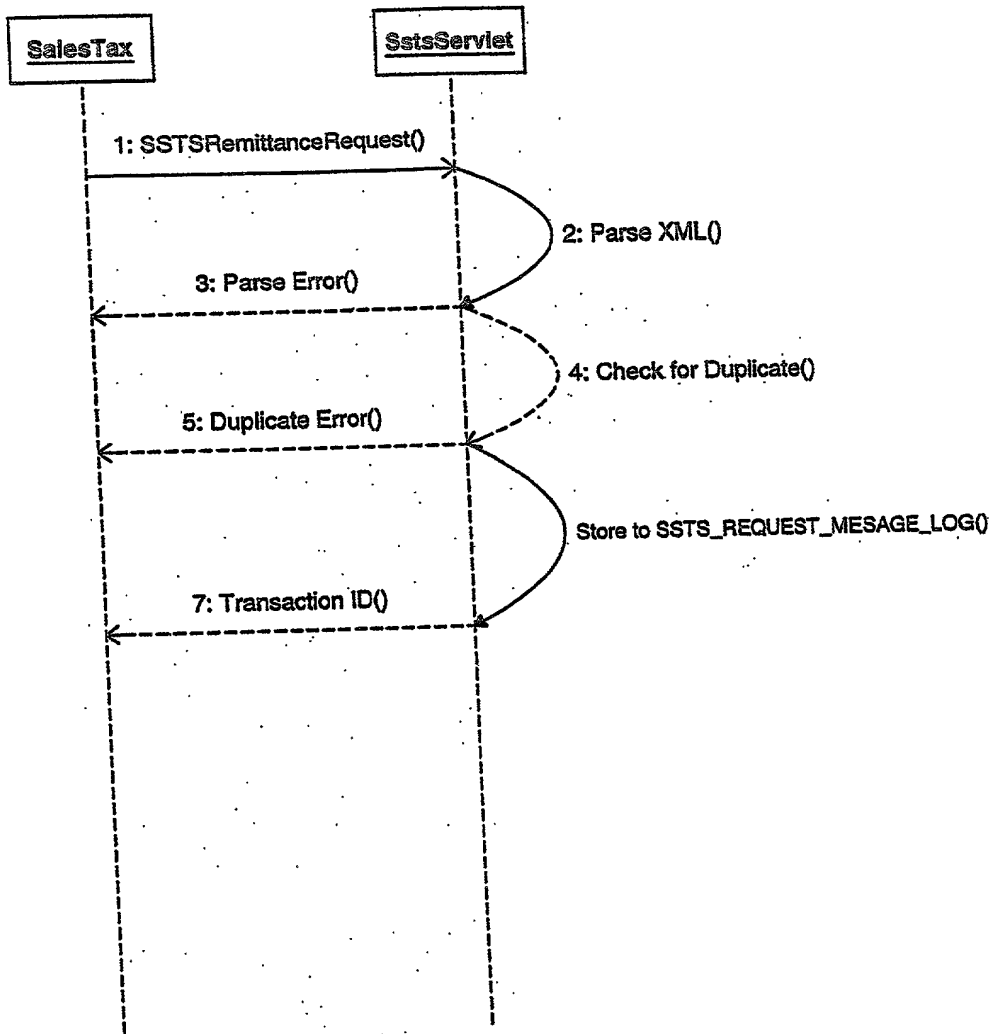 SalesTax
SstsServlet
1: SSTSRemittanceRequest()
2: Parse XML()
3: Parse Error()
4: Check for Duplicate()
5: Duplicate Error()
Store to SSTS_REQUEST_MESAGE_LOG()
7: Transaction ID()